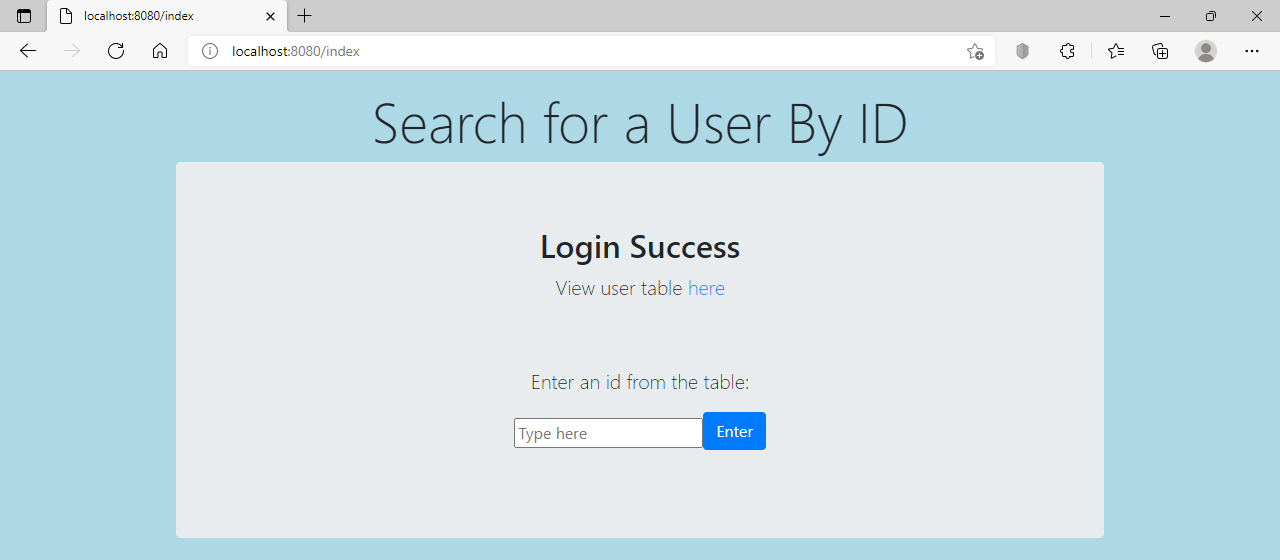 localhost:8080/index
localhost:8080/index
Search for a User By ID
Login Success
View user table here
Enter an id from the table:
Type here
Enter